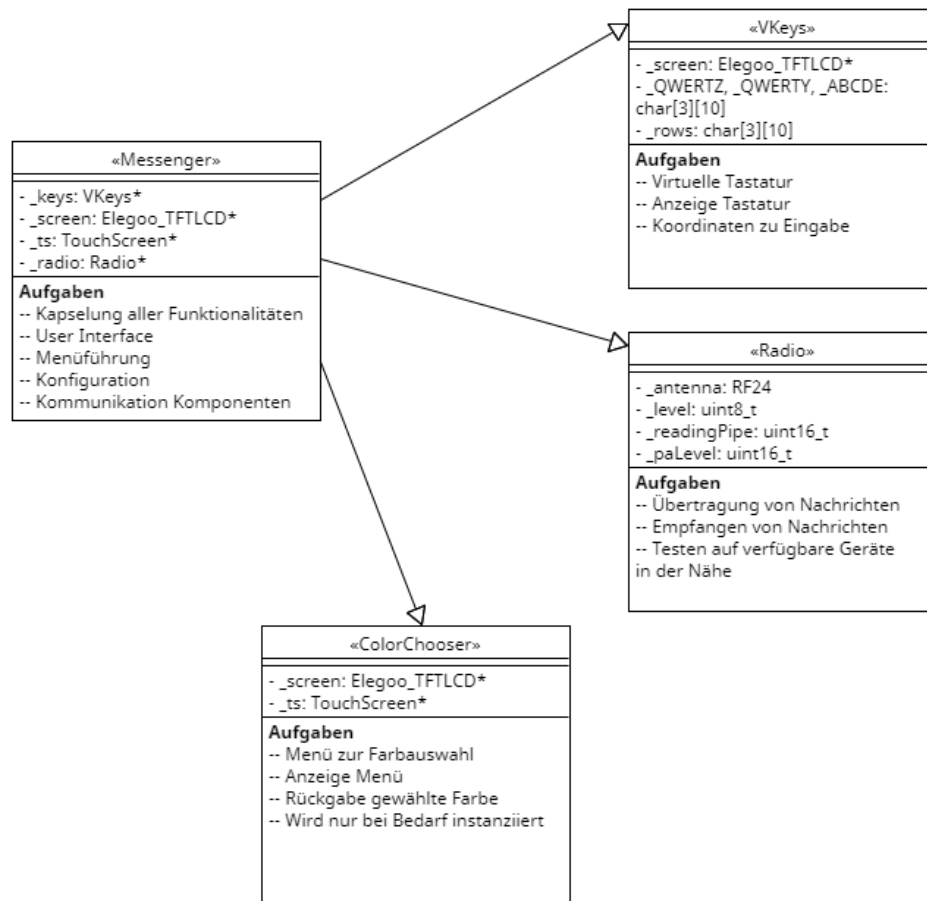 «Messenger»
- _keys: VKeys*
- _screen: Elegoo_TFTLCD*
- _ts: TouchScreen*
- _radio: Radio*
Aufgaben
-- Kapselung aller Funktionalitäten
-- User Interface
-- Menüführung
-- Konfiguration
-- Kommunikation Komponenten
«VKeys»
- _screen: Elegoo_TFTLCD*
- _QWERTZ, _QWERTY, _ABCDE:
char[3][10]
- _rows: char[3][10]
Aufgaben
-- Virtuelle Tastatur
-- Anzeige Tastatur
-- Koordinaten zu Eingabe
«Radio»
- _antenna: RF24
- _level: uint8_t
- _readingPipe: uint16_t
- _paLevel: uint16_t
Aufgaben
-- Übertragung von Nachrichten
-- Empfangen von Nachrichten
-- Testen auf verfügbare Geräte
in der Nähe
«ColorChooser»
- _screen: Elegoo_TFTLCD*
- _ts: TouchScreen*
Aufgaben
-- Menü zur Farbauswahl
-- Anzeige Menü
-- Rückgabe gewählte Farbe
-- Wird nur bei Bedarf instanziiert